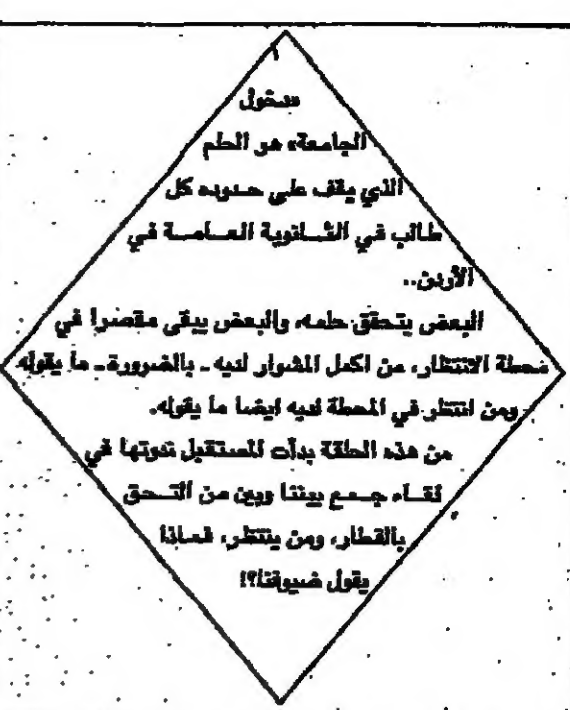 «دخول
الجامعة» هو الحلم
الذي يقف على حدوده كل
طالب في الثانوية العامة في
الأردن..
البعض يتحقق حلمه، والبعض يبقى مقصرا في
محطة الانتظار، من اكمل المشوار لديه - بالضرورة - ما يقوله
ومن انتظر في المحطة لديه ايضا ما يقوله.
من هذه الحلقة بدأت المستقبل ندوتها في
لقاء جمع بيننا وبين من التحق
بالقطار، ومن ينتظر، فماذا
يقول ضيوفنا؟!